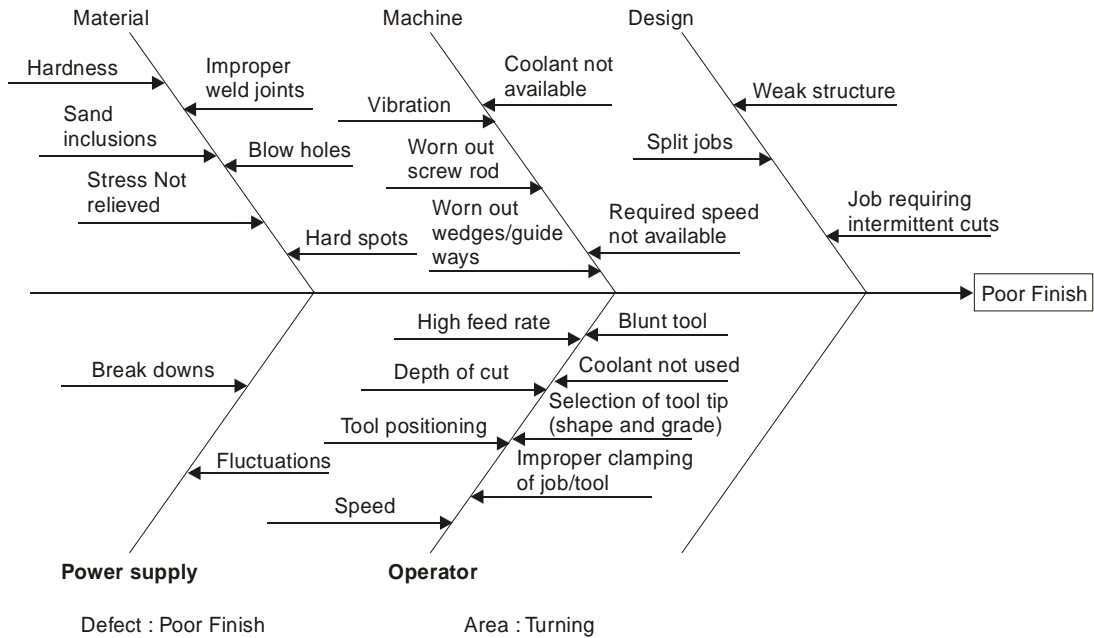 Material
Machine
Design
Hardness
Improper
weld joints
Sand
inclusions
Blow holes
Stress Not
relieved
Hard spots
Coolant not
available
Vibration
Worn out
screw rod
Worn out
wedges/guide
ways
Required speed
not available
Weak structure
Split jobs
Job requiring
intermittent cuts
Poor Finish
Break downs
Fluctuations
High feed rate
Blunt tool
Depth of cut
Coolant not used
Tool positioning
Selection of tool tip
(shape and grade)
Improper clamping
of job/tool
Speed
Power supply
Operator
Defect : Poor Finish
Area : Turning